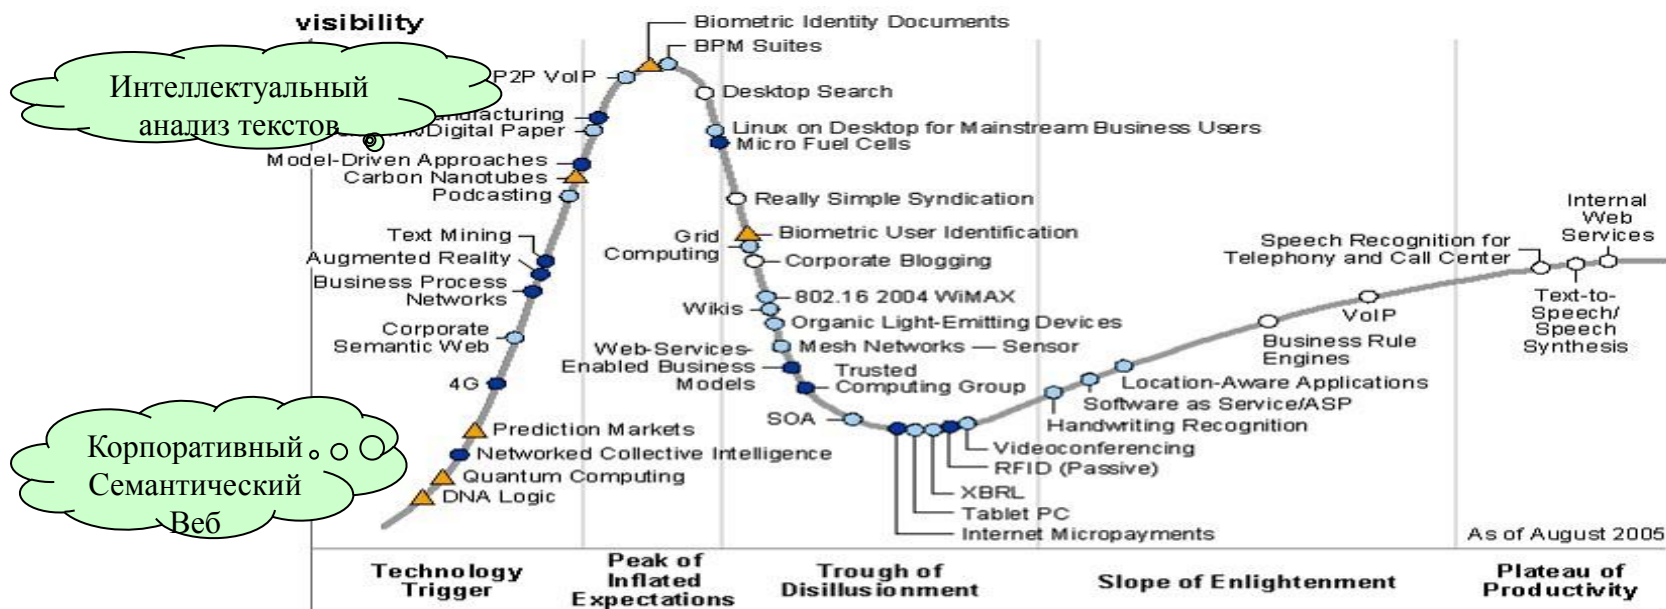 visibility
Biometric Identity Documents
BPM Suites
P2P VoIP
Интеллектуальный
анализ текстов
Desktop Search
Digital Paper
Linux on Desktop for Mainstream Business Users
Micro Fuel Cells
Model-Driven Approaches
Carbon Nanotubes
Podcasting
Really Simple Syndication
Text Mining
Augmented Reality
Business Process
Networks
Grid
Computing
Biometric User Identification
Corporate Blogging
Wikis
802.16 2004 WiMAX
Organic Light-Emitting Devices
Mesh Networks — Sensor
Corporate
Semantic Web
Web-Services-
Enabled Business
Models
Trusted
Computing Group
4G
SOA
Prediction Markets
Networked Collective Intelligence
Quantum Computing
DNA Logic
Корпоративный
Семантический
Веб
Internal
Web
Services
Speech Recognition for
Telephony and Call Center
Text-to-
Speech/
Speech
Synthesis
VoIP
Business Rule
Engines
Location-Aware Applications
Software as Service/ASP
Handwriting Recognition
Videoconferencing
RFID (Passive)
XBRL
Tablet PC
Internet Micropayments
As of August 2005
Technology
Trigger
Peak of
Inflated
Expectations
Trough of
Disillusionment
Slope of Enlightenment
Plateau of
Productivity